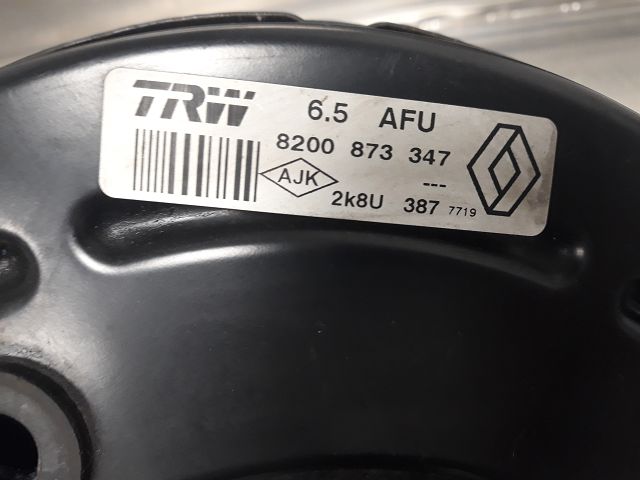 TRW 6.5 AFU
8200 873 347
AJK ---
2k8U 387 7719